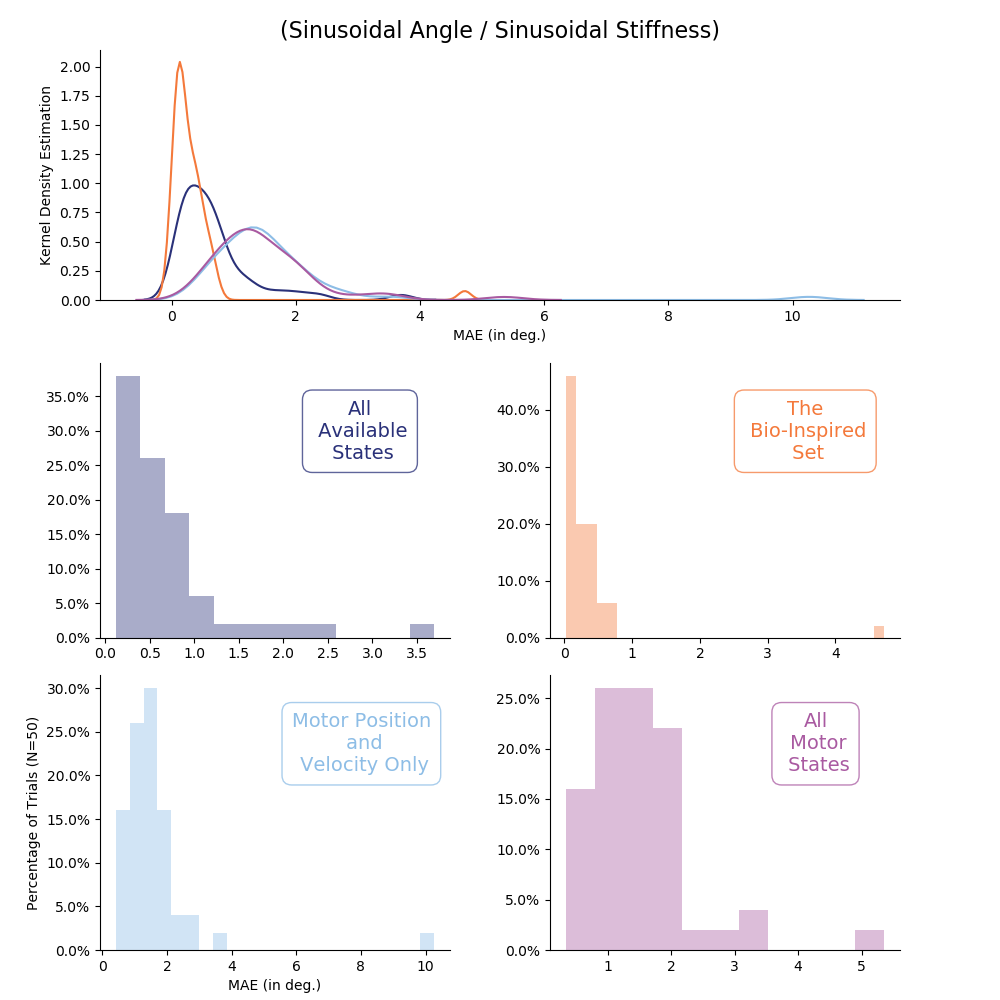 (Sinusoidal Angle / Sinusoidal Stiffness)
Kernel Density Estimation
2.00
1.75
1.50
1.25
1.00
0.75
0.50
0.25
0.00
0 2 4 6 8 10
MAE (in deg.)
35.0%
30.0%
25.0%
20.0%
15.0%
10.0%
5.0%
0.0%
0.0 0.5 1.0 1.5 2.0 2.5 3.0 3.5
All
Available
States
40.0%
30.0%
20.0%
10.0%
0.0%
0 1 2 3 4
The
Bio-Inspired
Set
Percentage of Trials (N=50)
30.0%
25.0%
20.0%
15.0%
10.0%
5.0%
0.0%
0 2 4 6 8 10
MAE (in deg.)
Motor Position
and
Velocity Only
25.0%
20.0%
15.0%
10.0%
5.0%
0.0%
1 2 3 4 5
All
Motor
States